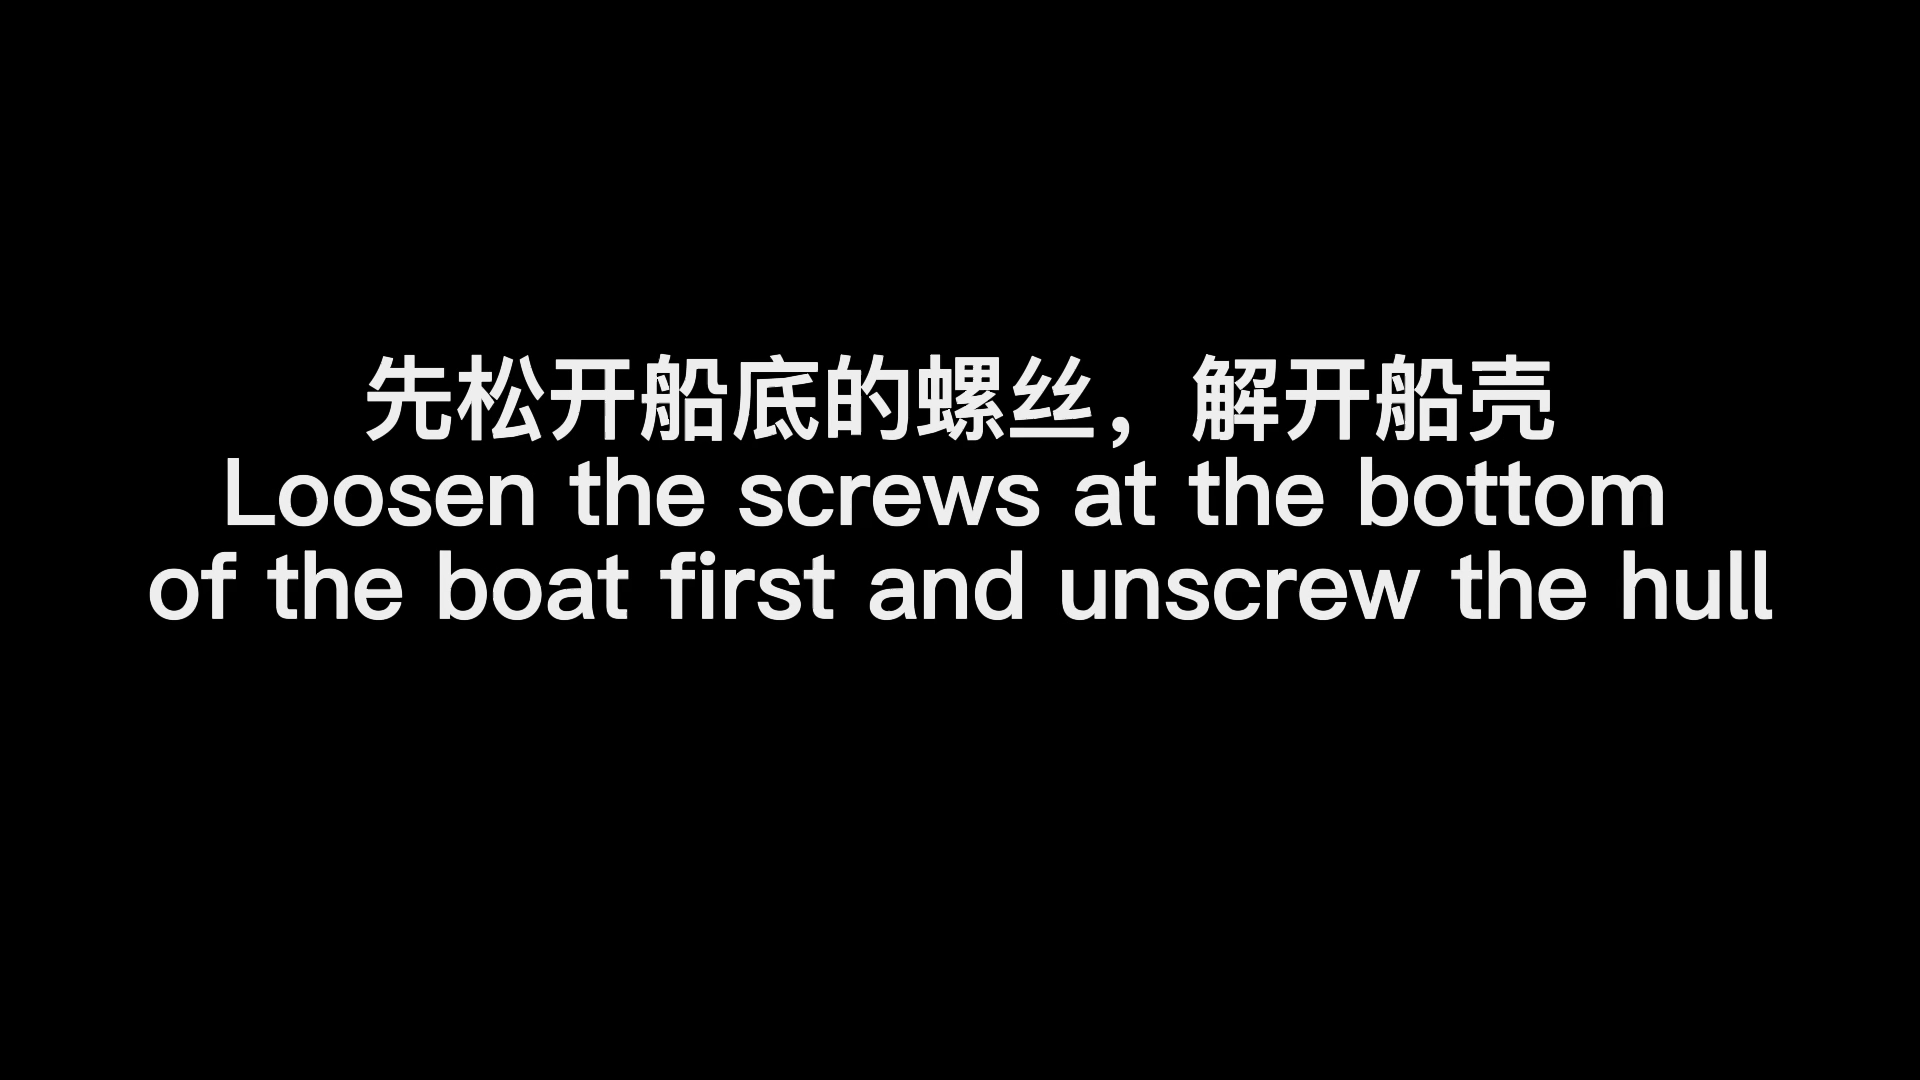 先松开船底的螺丝，解开船壳
Loosen the screws at the bottom
of the boat first and unscrew the hull